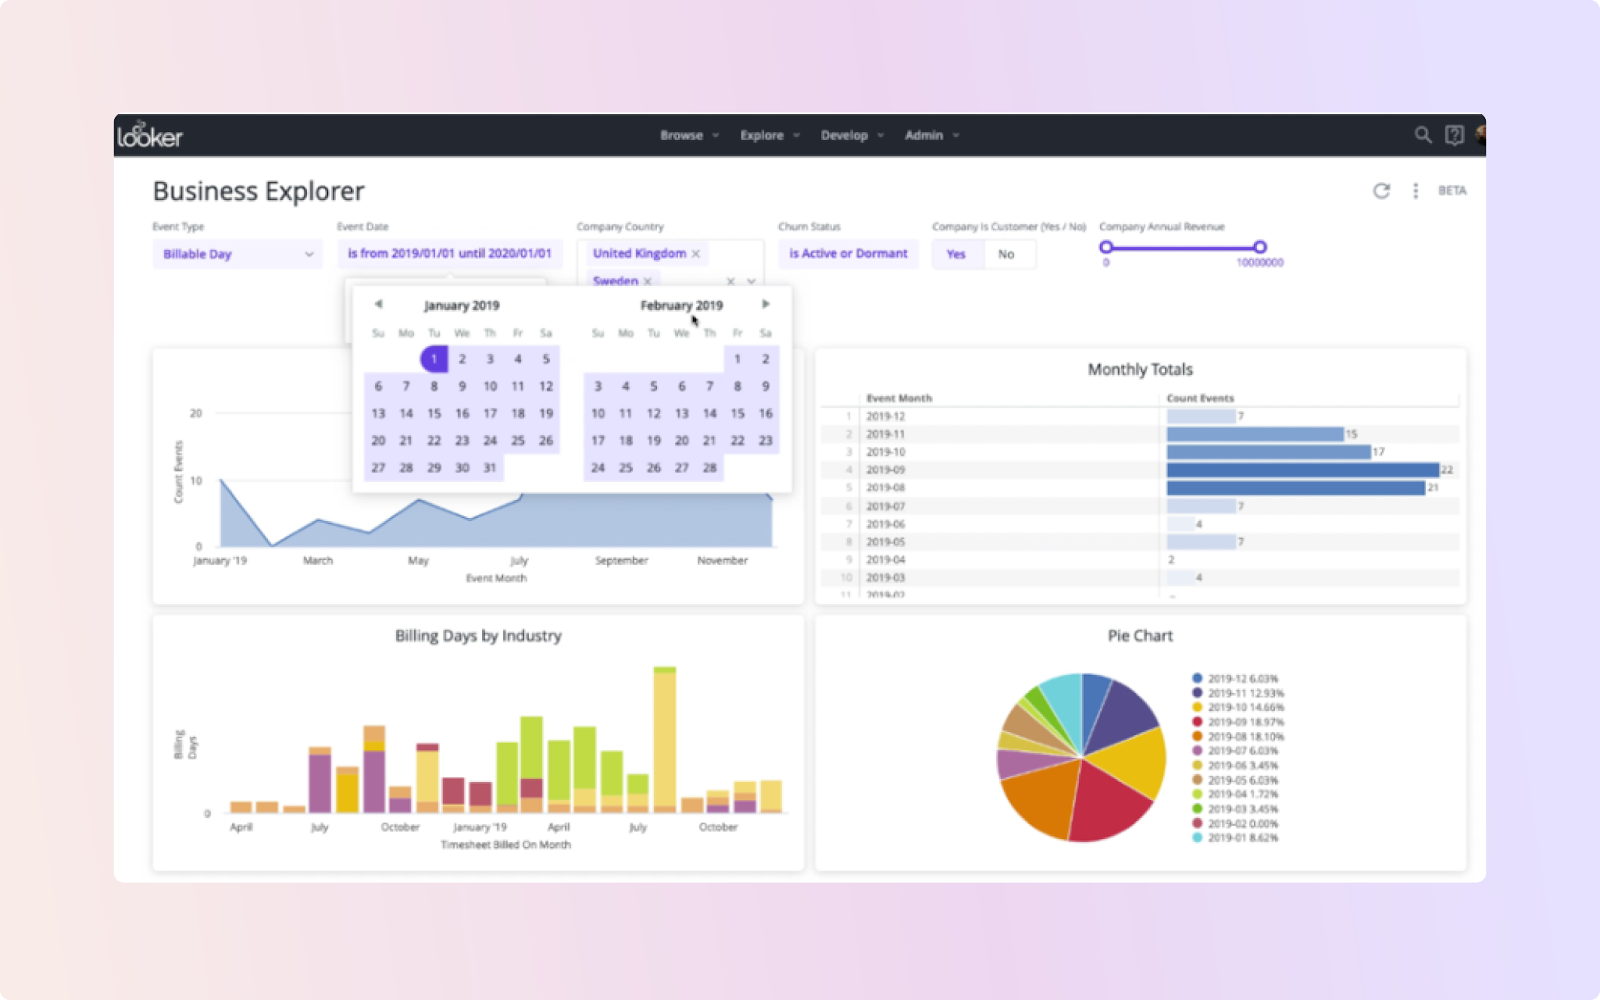 looker
Browse Explore Develop Admin
Business Explorer
BETA
Event Type
Event Date
Company Country
Churn Status
Company Is Customer (Yes / No)
Company Annual Revenue
Billable Day
is from 2019/01/01 until 2020/01/01
United Kingdom
Sweden
is Active or Dormant
Yes No
0 10000000
January 2019
Su Mo Tu We Th Fr Sa
1 2 3 4 5
6 7 8 9 10 11 12
13 14 15 16 17 18 19
20 21 22 23 24 25 26
27 28 29 30 31
February 2019
Su Mo Tu We Th Fr Sa
1 2
3 4 5 6 7 8 9
10 11 12 13 14 15 16
17 18 19 20 21 22 23
24 25 26 27 28
20
10
0
Count Events
January '19 March May July September November
Event Month
Monthly Totals
Event Month Count Events
1 2019-12 7
2 2019-11 15
3 2019-10 17
4 2019-09 22
5 2019-08 21
6 2019-07 7
7 2019-06 4
8 2019-05 7
9 2019-04 2
10 2019-03 4
11 2019-02
Billing Days by Industry
Billing
Days
0
April July October January '19 April July October
Timesheet Billed On Month
Pie Chart
2019-12 6.03%
2019-11 12.93%
2019-10 14.66%
2019-09 18.97%
2019-08 18.10%
2019-07 6.03%
2019-06 3.45%
2019-05 6.03%
2019-04 1.72%
2019-03 3.45%
2019-02 0.00%
2019-01 8.62%